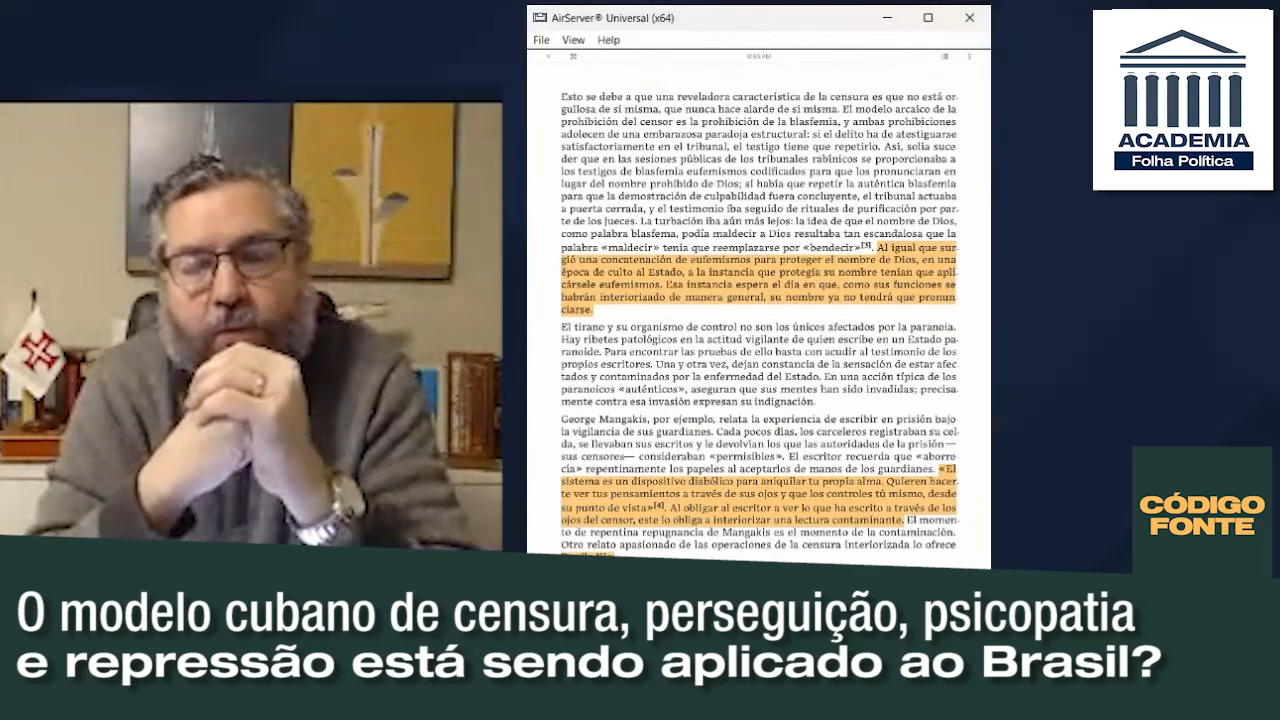 AirServer® Universal (x64)
File View Help
Esto se debe a que una reveladora característica de la censura es que no está or-
gullosa de sí misma, que nunca hace alarde de sí misma. El modelo arcaico de la
prohibición del censor es la prohibición de la blasfemia, y ambas prohibiciones
adolecen de una embarazosa paradoja estructural: si el delito ha de atestiguarse
satisfactoriamente en el tribunal, el testigo tiene que repetirlo. Así, solía suce-
der que en las sesiones públicas de los tribunales rabínicos se proporcionaba a
los testigos de blasfemia eufemismos codificados para que los pronunciaran en
lugar del nombre prohibido de Dios; si había que repetir la auténtica blasfemia
para que la demostración de culpabilidad fuera concluyente, el tribunal actuaba
a puerta cerrada, y el testimonio iba seguido de rituales de purificación por par-
te de los jueces. La turbación iba aún más lejos: la idea de que el nombre de Dios,
como palabra blasfema, podía maldecir a Dios resultaba tan escandalosa que la
palabra «maldecir» tenía que reemplazarse por «bendecir»[3]. Al igual que sur-
gió una concatenación de eufemismos para proteger el nombre de Dios, en una
época de culto al Estado, a la instancia que protegía su nombre tenían que apli-
cársele eufemismos. Esa instancia espera el día en que, como sus funciones se
habrán interiorizado de manera general, su nombre ya no tendrá que pronun
ciarse.
El tirano y su organismo de control no son los únicos afectados por la paranoia.
Hay ribetes patológicos en la actitud vigilante de quien escribe en un Estado pa-
ranoide. Para encontrar las pruebas de ello basta con acudir al testimonio de los
propios escritores. Una y otra vez, dejan constancia de la sensación de estar afec-
tados y contaminados por la enfermedad del Estado. En una acción típica de los
paranoicos «auténticos», aseguran que sus mentes han sido invadidas; precisa-
mente contra esa invasión expresan su indignación.
George Mangakis, por ejemplo, relata la experiencia de escribir en prisión bajo
la vigilancia de sus guardianes. Cada pocos días, los carceleros registraban su cel-
da, se llevaban sus escritos y le devolvían los que las autoridades de la prisión —
sus censores— consideraban «permisibles». El escritor recuerda que «aborre-
cía» repentinamente los papeles al aceptarlos de manos de los guardianes. «El
sistema es un dispositivo diabólico para aniquilar tu propia alma. Quieren hacer-
te ver tus pensamientos a través de sus ojos y que los controles tú mismo, desde
su punto de vista»[4]. Al obligar al escritor a ver lo que ha escrito a través de los
ojos del censor, este lo obliga a interiorizar una lectura contaminante. El momen-
to de repentina repugnancia de Mangakis es el momento de la contaminación.
Otro relato apasionado de las operaciones de la censura interiorizada lo ofrece
ACADEMIA
Folha Política
CÓDIGO
FONTE
O modelo cubano de censura, perseguição, psicopatia
e repressão está sendo aplicado ao Brasil?